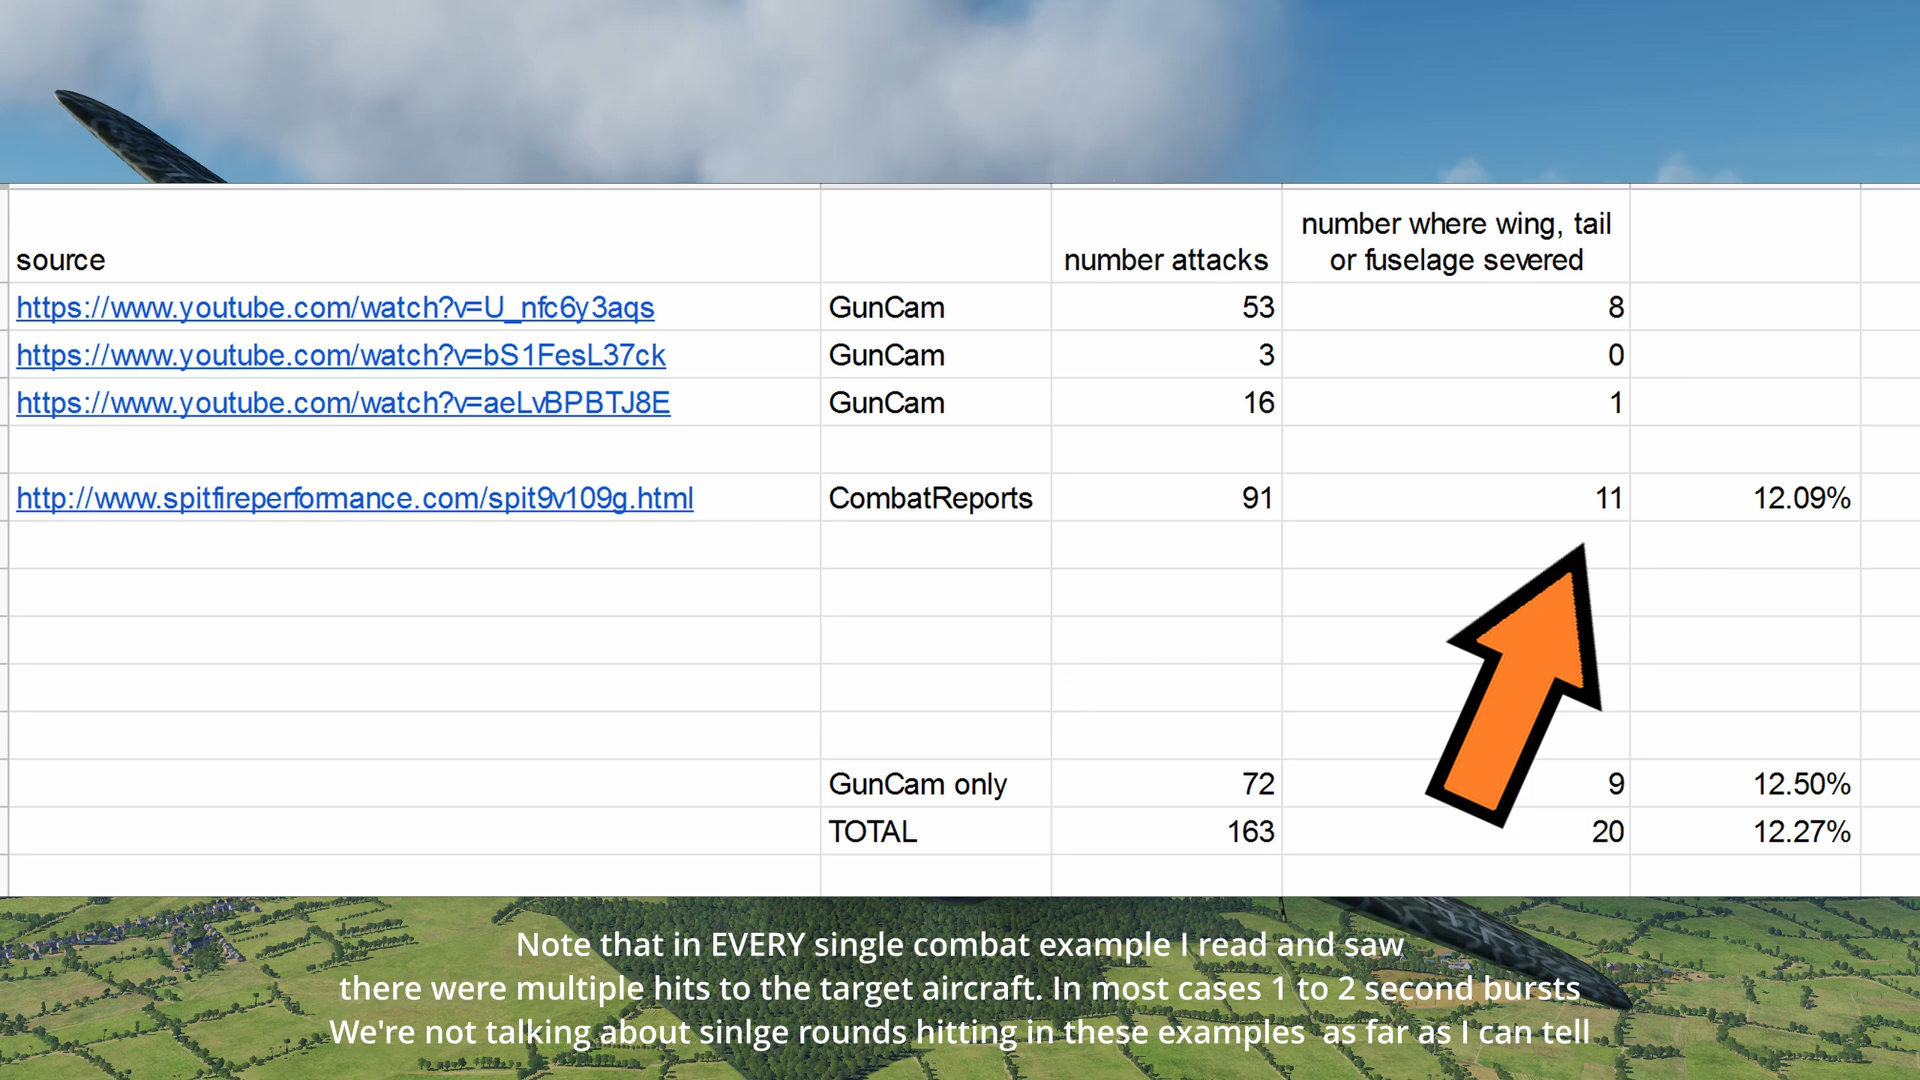 number where wing, tail
source number attacks or fuselage severed
https://www.youtube.com/watch?v=U_nfc6y3aqs GunCam 53 8
https://www.youtube.com/watch?v=bS1FesL37ck GunCam 3 0
https://www.youtube.com/watch?v=aeLvBPBTJ8E GunCam 16 1
http://www.spitfireperformance.com/spit9v109g.html CombatReports 91 11 12.09%
GunCam only 72 9 12.50%
TOTAL 163 20 12.27%
Note that in EVERY single combat example I read and saw
there were multiple hits to the target aircraft. In most cases 1 to 2 second bursts
We're not talking about sinlge rounds hitting in these examples as far as I can tell